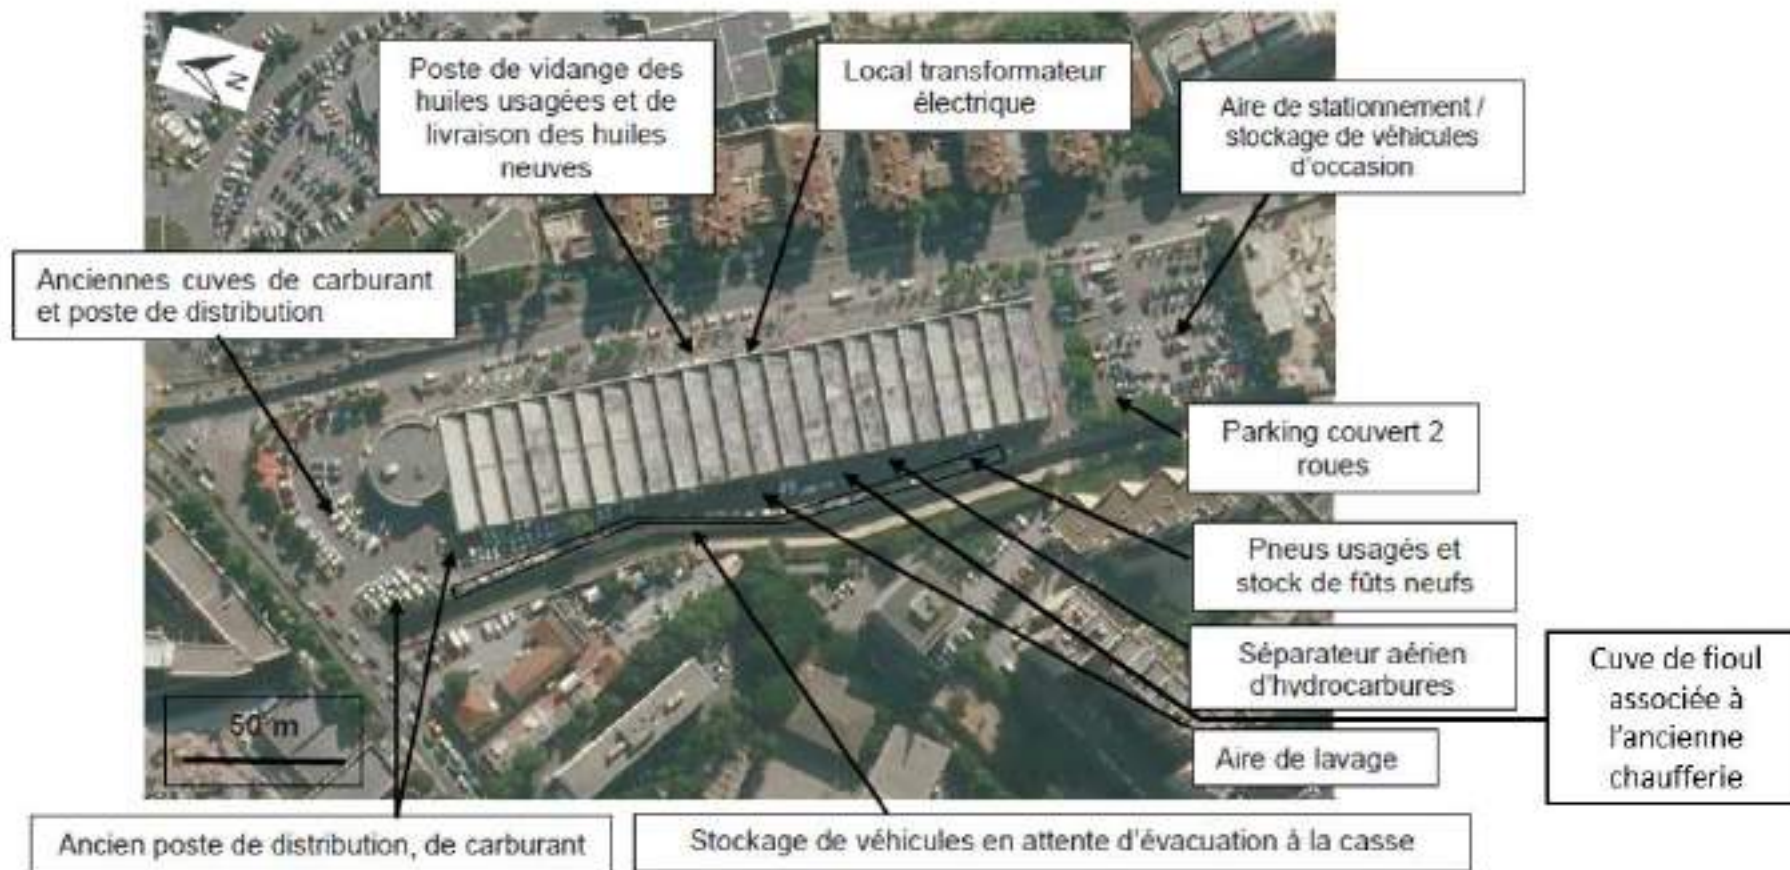 N
Poste de vidange des
huiles usagées et de
livraison des huiles
neuves
Local transformateur
électrique
Aire de stationnement /
stockage de véhicules
d'occasion
Anciennes cuves de carburant
et poste de distribution
Parking couvert 2
roues
Pneus usagés et
stock de fûts neufs
Séparateur aérien
d'hydrocarbures
Cuve de fioul
associée à
l'ancienne
chaufferie
Aire de lavage
50 m
Ancien poste de distribution, de carburant
Stockage de véhicules en attente d'évacuation à la casse